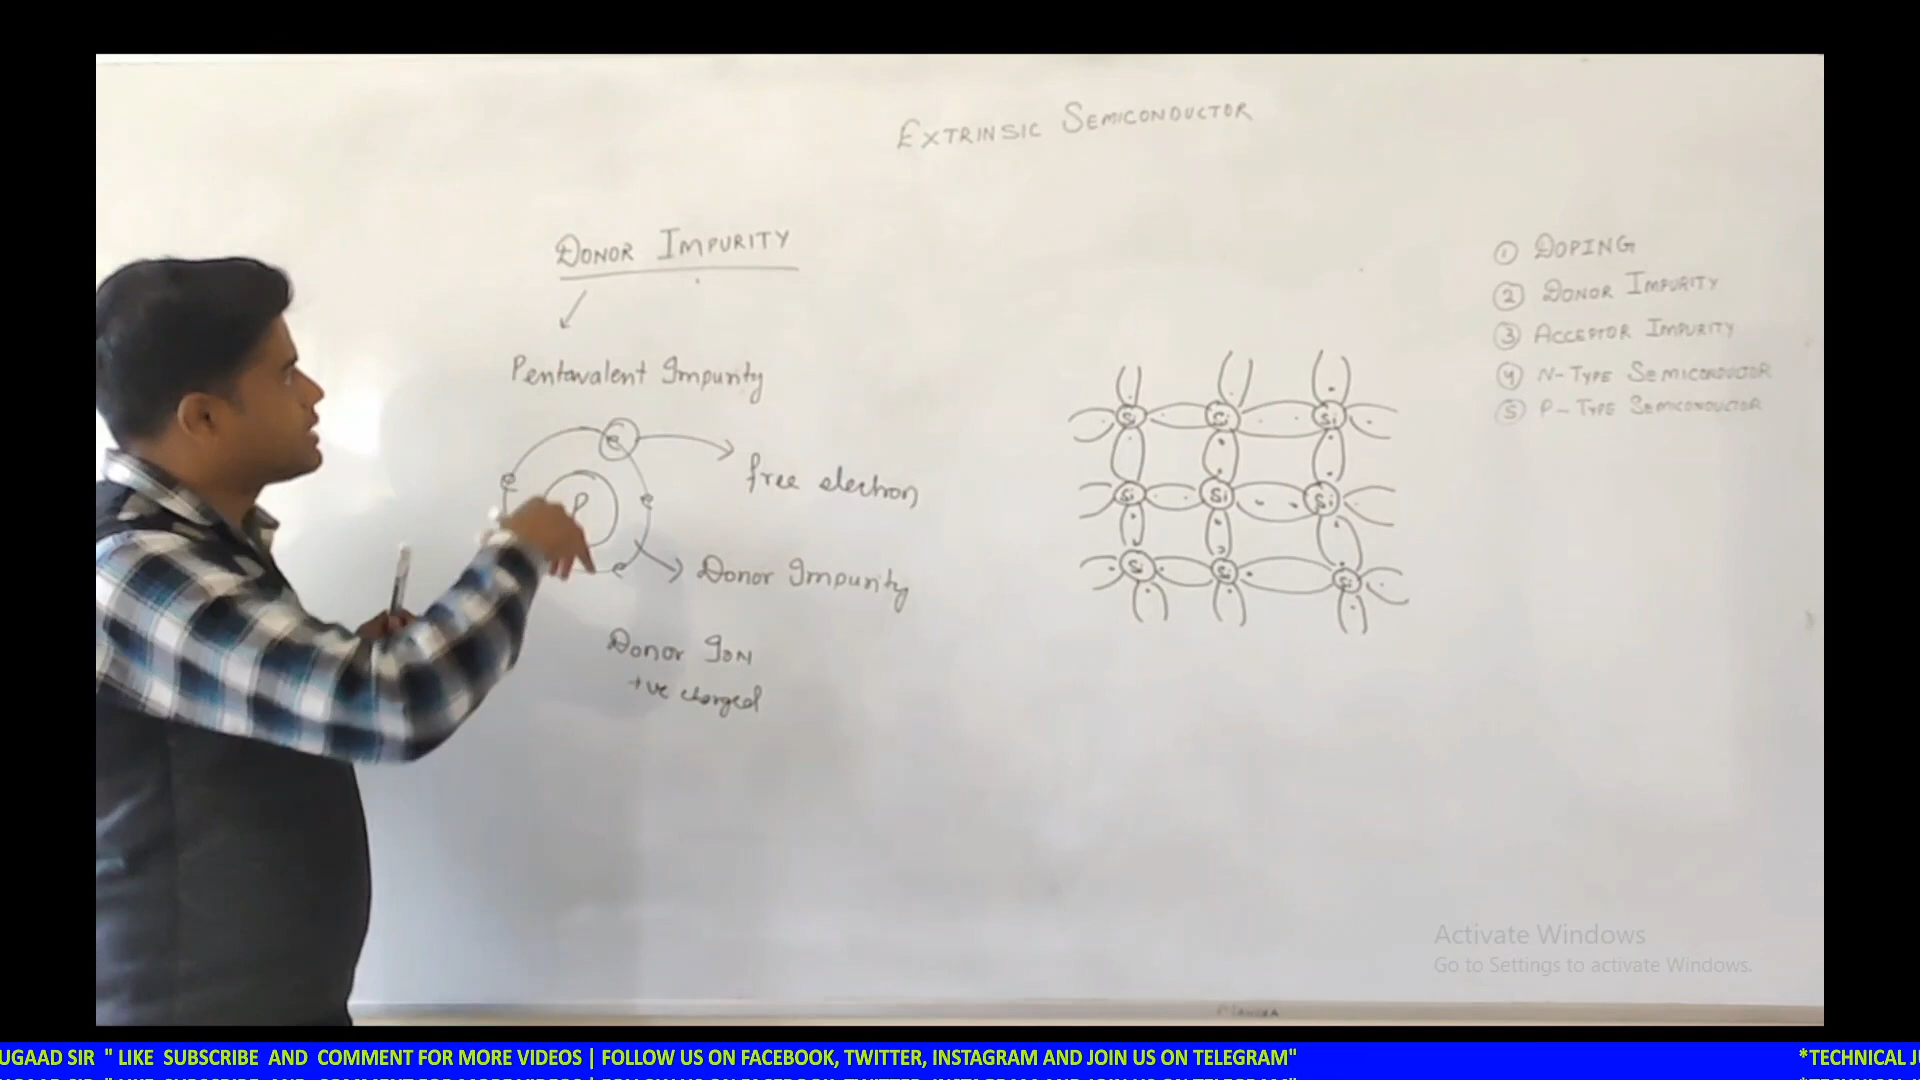 EXTRINSIC SEMICONDUCTOR
DONOR IMPURITY
Pentavalent Impurity
e
e
e
e
P
free electron
Donor Impurity
Donor ION
+ve charged
Si Si Si
Si Si Si
Si Si Si
① DOPING
② DONOR IMPURITY
③ ACCEPTOR IMPURITY
④ N-TYPE SEMICONDUCTOR
⑤ P-TYPE SEMICONDUCTOR
Activate Windows
Go to Settings to activate Windows.
UGAAD SIR " LIKE SUBSCRIBE AND COMMENT FOR MORE VIDEOS | FOLLOW US ON FACEBOOK, TWITTER, INSTAGRAM AND JOIN US ON TELEGRAM" *TECHNICAL JU